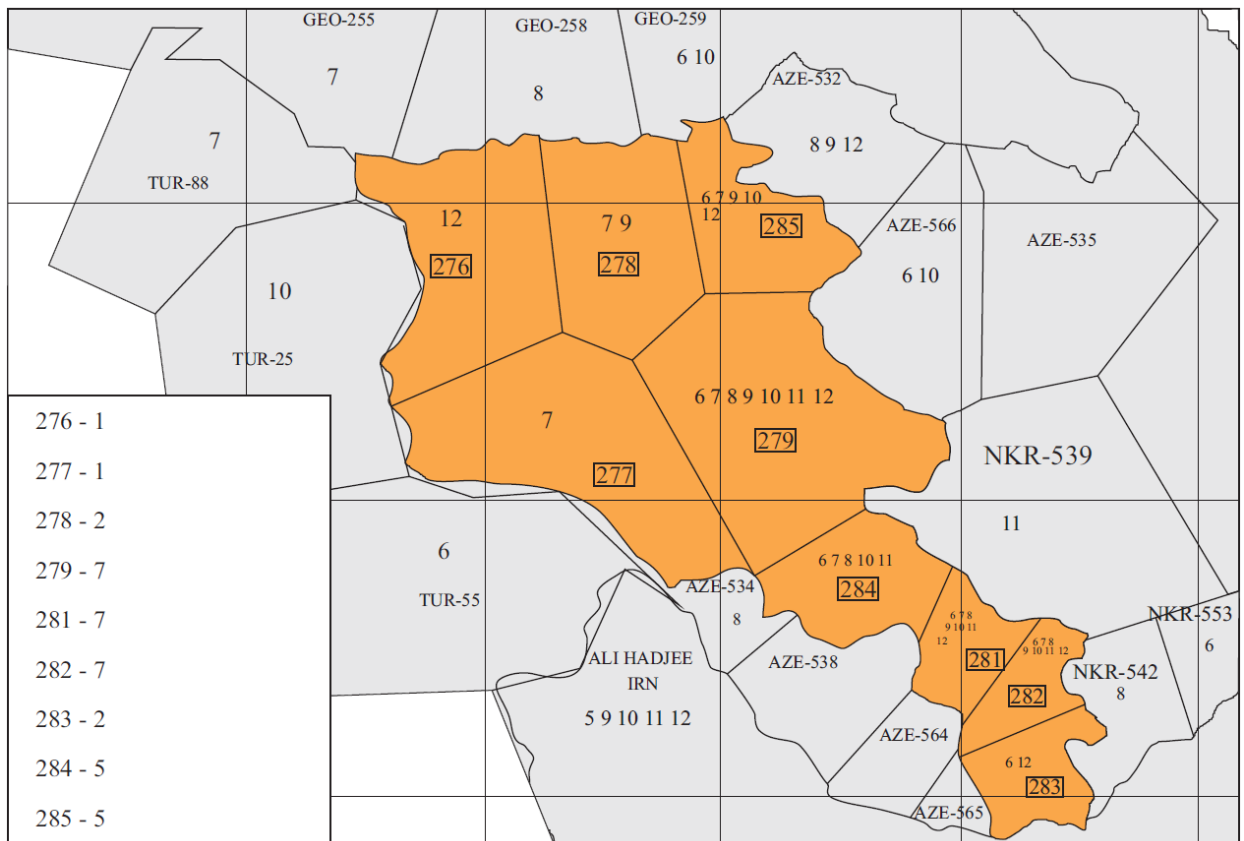 GEO-255
7
GEO-258
8
GEO-259
6 10
AZE-532
8 9 12
7
TUR-88
12
276
7 9
278
6 7 9 10
12
285
AZE-566
6 10
AZE-535
10
TUR-25
6 7 8 9 10 11 12
279
7
277
NKR-539
11
6
TUR-55
AZE-534
8
6 7 8 10 11
284
6 7 8
9 10 11
12
281
6 7 8
9 10 11 12
282
NKR-553
6
NKR-542
8
ALI HADJEE
IRN
5 9 10 11 12
AZE-538
AZE-564
AZE-565
6 12
283
276 - 1
277 - 1
278 - 2
279 - 7
281 - 7
282 - 7
283 - 2
284 - 5
285 - 5